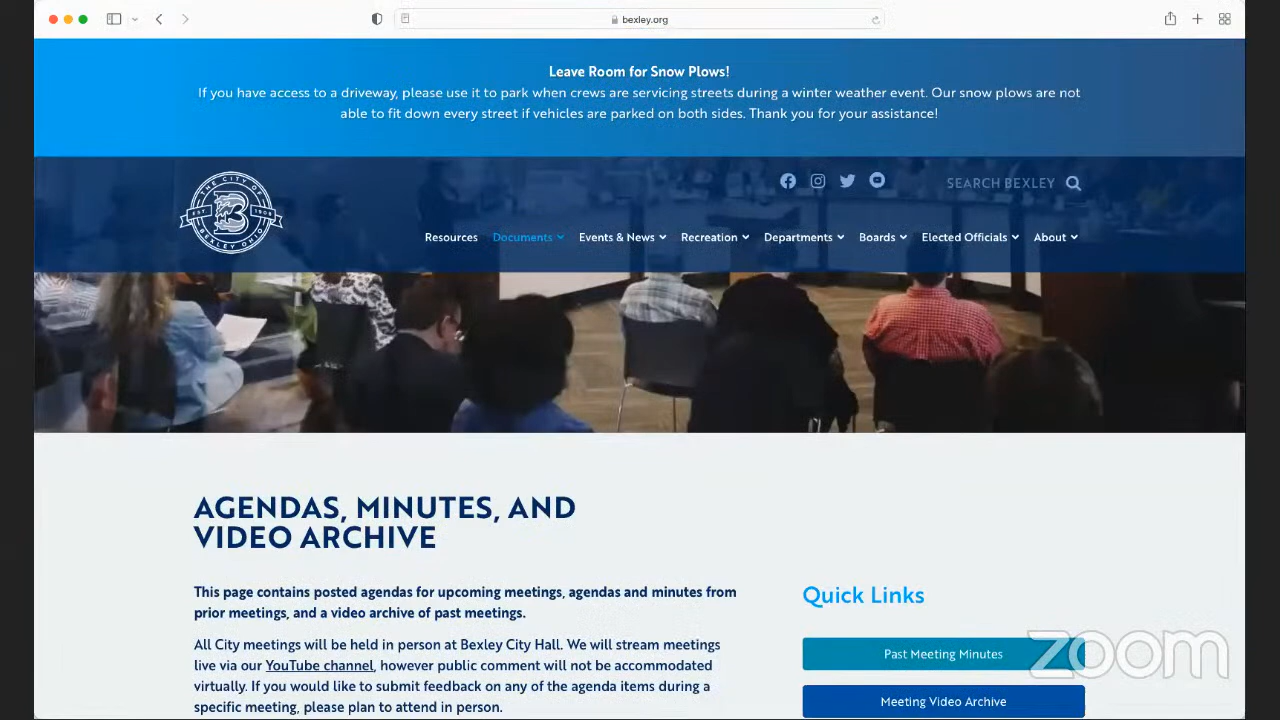 bexley.org
Leave Room for Snow Plows!
If you have access to a driveway, please use it to park when crews are servicing streets during a winter weather event. Our snow plows are not
able to fit down every street if vehicles are parked on both sides. Thank you for your assistance!
THE CITY OF
EST 1908
B
BEXLEY OHIO
SEARCH BEXLEY
Resources Documents Events & News Recreation Departments Boards Elected Officials About
AGENDAS, MINUTES, AND
VIDEO ARCHIVE
This page contains posted agendas for upcoming meetings, agendas and minutes from
prior meetings, and a video archive of past meetings.
All City meetings will be held in person at Bexley City Hall. We will stream meetings
live via our YouTube channel, however public comment will not be accommodated
virtually. If you would like to submit feedback on any of the agenda items during a
specific meeting, please plan to attend in person.
Quick Links
Past Meeting Minutes
Meeting Video Archive
zoom